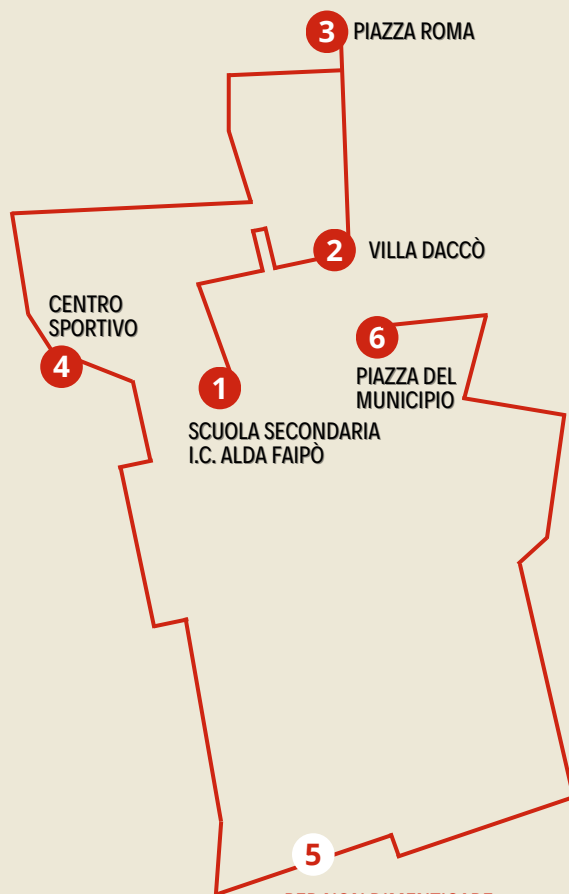 3 PIAZZA ROMA
2 VILLA DACCÒ
CENTRO
SPORTIVO
4
6
PIAZZA DEL
MUNICIPIO
1
SCUOLA SECONDARIA
I.C. ALDA FAIPÒ
5